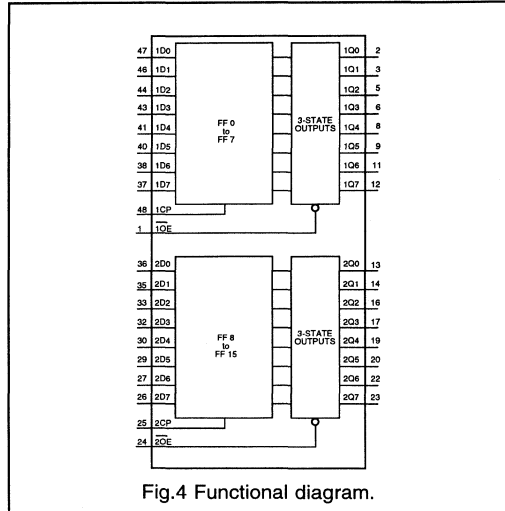 47 1D0 1Q0 2
46 1D1 1Q1 3
44 1D2 1Q2 5
43 1D3 1Q3 6
41 1D4 1Q4 8
40 1D5 1Q5 9
38 1D6 1Q6 11
37 1D7 1Q7 12
FF 0
to
FF 7
3-STATE
OUTPUTS
48 1CP
1 1OE
36 2D0 2Q0 13
35 2D1 2Q1 14
33 2D2 2Q2 16
32 2D3 2Q3 17
30 2D4 2Q4 19
29 2D5 2Q5 20
27 2D6 2Q6 22
26 2D7 2Q7 23
FF 8
to
FF 15
3-STATE
OUTPUTS
25 2CP
24 2OE
Fig.4 Functional diagram.